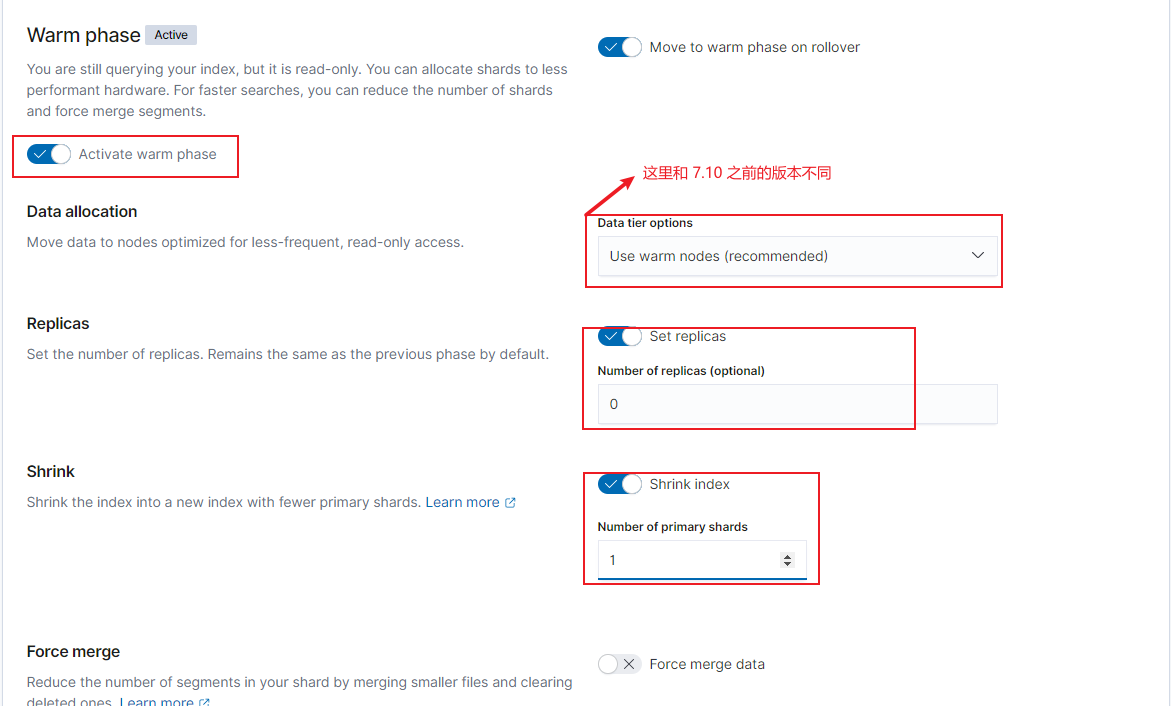 Warm phase Active
Move to warm phase on rollover
You are still querying your index, but it is read-only. You can allocate shards to less
performant hardware. For faster searches, you can reduce the number of shards
and force merge segments.
Activate warm phase
这里和 7.10 之前的版本不同
Data allocation
Move data to nodes optimized for less-frequent, read-only access.
Data tier options
Use warm nodes (recommended)
Replicas
Set the number of replicas. Remains the same as the previous phase by default.
Set replicas
Number of replicas (optional)
0
Shrink
Shrink the index into a new index with fewer primary shards. Learn more
Shrink index
Number of primary shards
1
Force merge
Reduce the number of segments in your shard by merging smaller files and clearing
deleted ones. Learn more
Force merge data